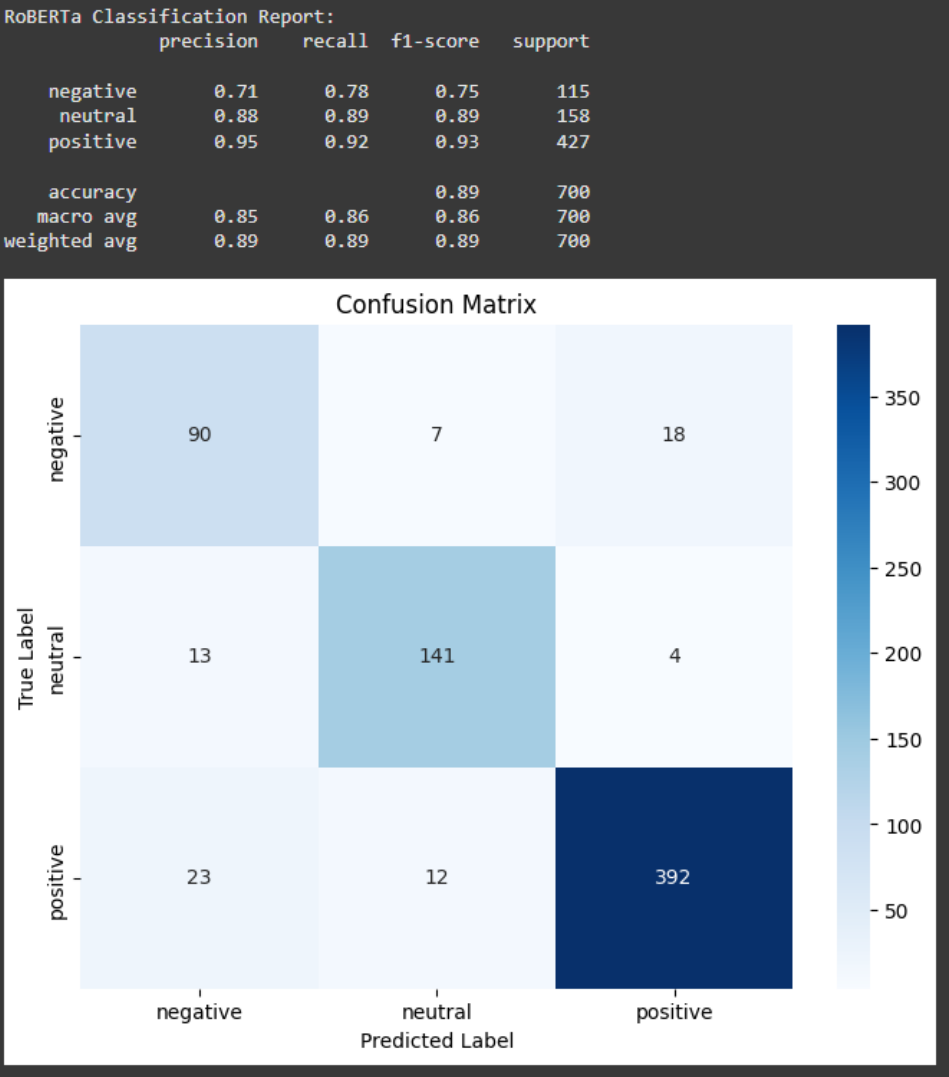 RoBERTa Classification Report:
precision recall f1-score support
negative 0.71 0.78 0.75 115
neutral 0.88 0.89 0.89 158
positive 0.95 0.92 0.93 427
accuracy 0.89 700
macro avg 0.85 0.86 0.86 700
weighted avg 0.89 0.89 0.89 700
Confusion Matrix
True Label
negative
90 7 18
neutral
13 141 4
positive
23 12 392
negative neutral positive
Predicted Label
350
300
250
200
150
100
50